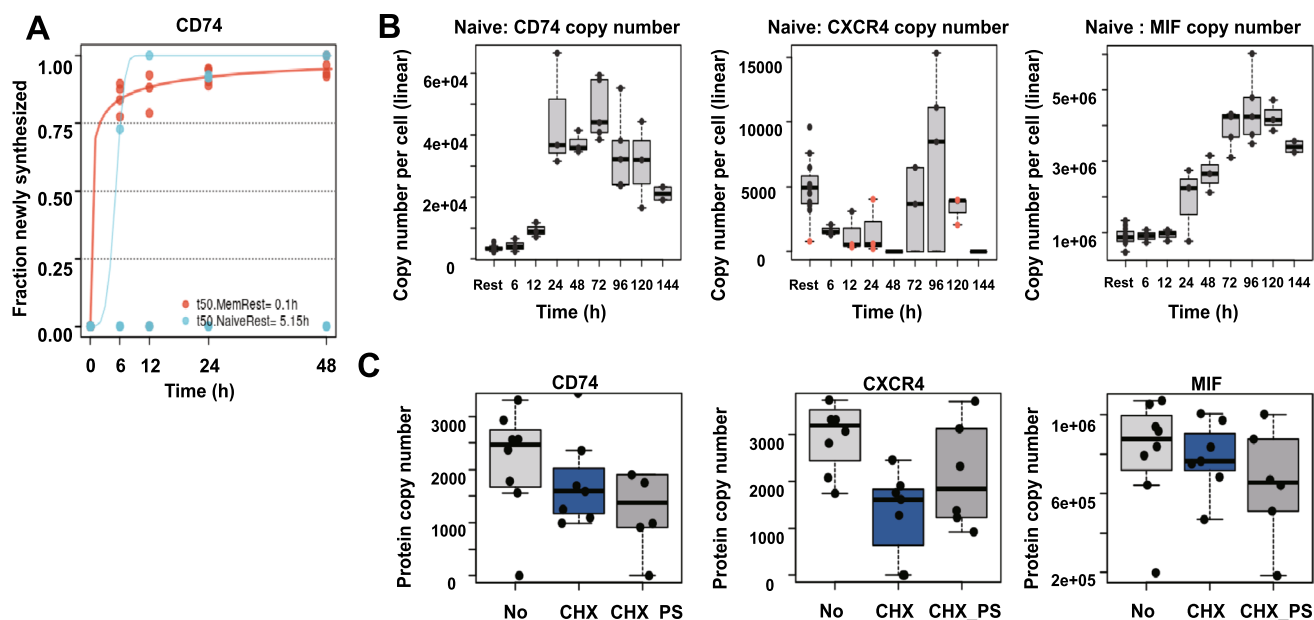 A
CD74
Fraction newly synthesized
1.00
0.75
0.50
0.25
0.00
t50.MemRest= 0.1h
t50.NaiveRest= 5.15h
0 6 12 24 48
Time (h)
B
Naive: CD74 copy number
Copy number per cell (linear)
6e+04
4e+04
2e+04
0
Rest 6 12 24 48 72 96 120 144
Time (h)
Naive: CXCR4 copy number
Copy number per cell (linear)
15000
10000
5000
0
Rest 6 12 24 48 72 96 120 144
Time (h)
Naive : MIF copy number
Copy number per cell (linear)
5e+06
3e+06
1e+06
Rest 6 12 24 48 72 96 120 144
Time (h)
C
CD74
Protein copy number
3000
2000
1000
0
No CHX CHX_PS
CXCR4
Protein copy number
3000
2000
1000
0
No CHX CHX_PS
MIF
Protein copy number
1e+06
6e+05
2e+05
No CHX CHX_PS